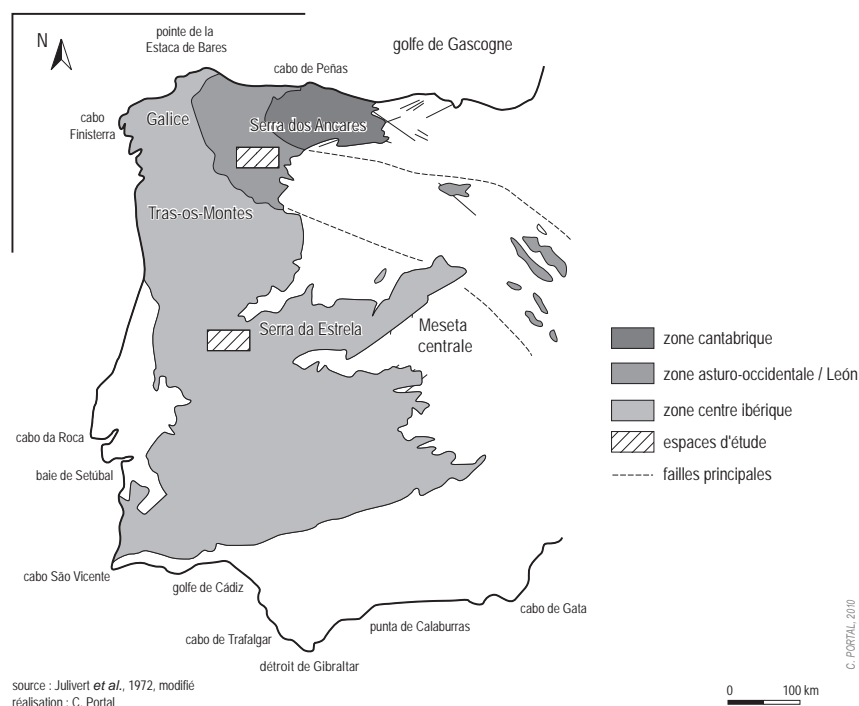 pointe de la
Estaca de Bares
golfe de Gascogne
N
cabo de Peñas
cabo
Finisterra
Galice
Serra dos Ancares
Tras-os-Montes
Serra da Estrela
Meseta
centrale
zone cantabrique
zone asturo-occidentale / León
zone centre ibérique
espaces d'étude
failles principales
cabo da Roca
baie de Setúbal
cabo São Vicente
golfe de Cádiz
cabo de Gata
punta de Calaburras
cabo de Trafalgar
détroit de Gibraltar
C. PORTAL, 2010
source : Julivert et al., 1972, modifié
réalisation : C. Portal
0 100 km